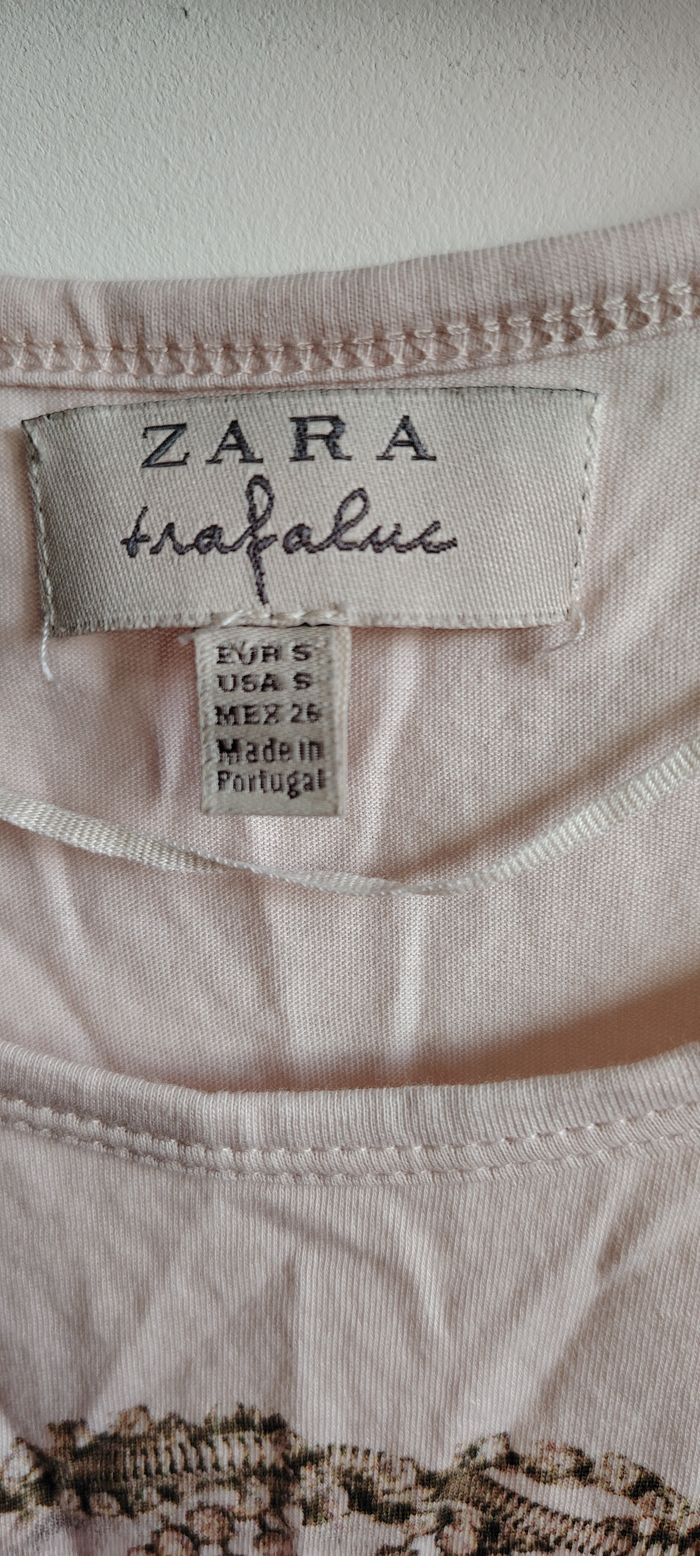 ZARA
trafaluc
EUR S
USA S
MEX 26
Made in
Portugal